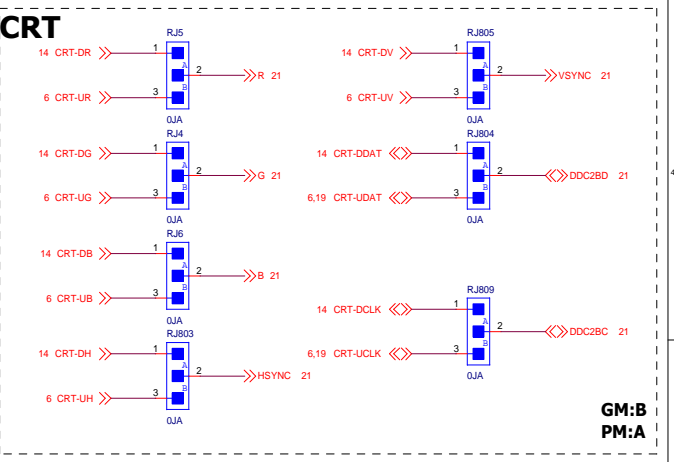 CRT
RJ5
14 CRT-DR
1
A
2
R 21
B
6 CRT-UR
3
0JA
RJ4
14 CRT-DG
1
A
2
G 21
B
6 CRT-UG
3
0JA
RJ6
14 CRT-DB
1
A
2
B 21
B
6 CRT-UB
3
0JA
RJ803
14 CRT-DH
1
A
2
HSYNC 21
B
6 CRT-UH
3
0JA
RJ805
14 CRT-DV
1
A
2
VSYNC 21
B
6 CRT-UV
3
0JA
RJ804
14 CRT-DDAT
1
A
2
DDC2BD 21
B
6,19 CRT-UDAT
3
0JA
RJ809
14 CRT-DCLK
1
A
2
DDC2BC 21
B
6,19 CRT-UCLK
3
0JA
GM:B
PM:A
4